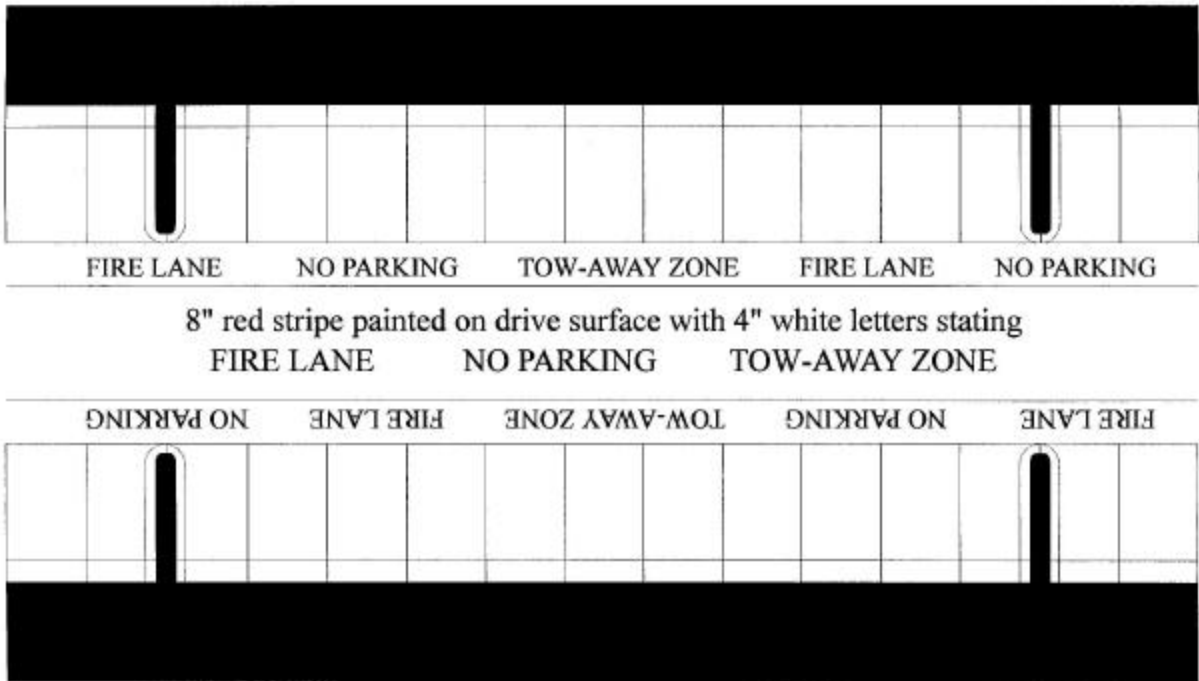 FIRE LANE NO PARKING TOW-AWAY ZONE FIRE LANE NO PARKING
8" red stripe painted on drive surface with 4" white letters stating
FIRE LANE NO PARKING TOW-AWAY ZONE
FIRE LANE NO PARKING TOW-AWAY ZONE FIRE LANE NO PARKING